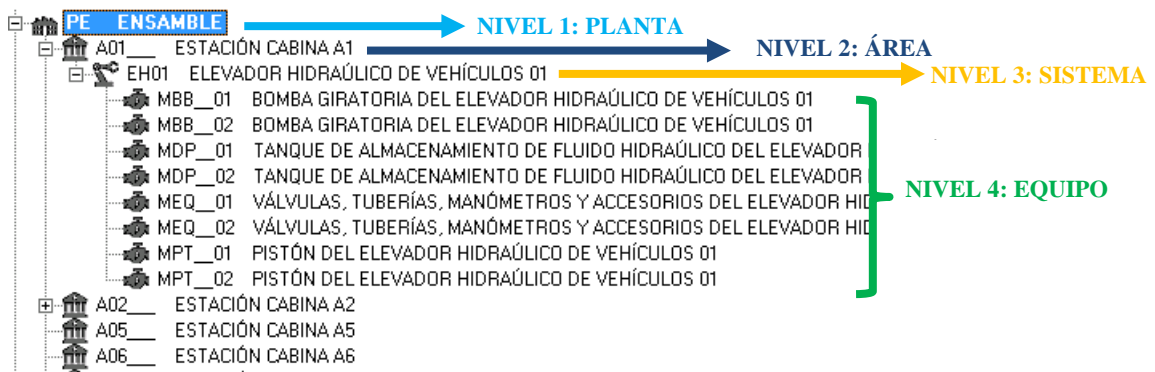 PE ENSAMBLE NIVEL 1: PLANTA
A01___ ESTACIÓN CABINA A1 NIVEL 2: ÁREA
EH01 ELEVADOR HIDRAÚLICO DE VEHÍCULOS 01 NIVEL 3: SISTEMA
MBB__01 BOMBA GIRATORIA DEL ELEVADOR HIDRAÚLICO DE VEHÍCULOS 01
MBB__02 BOMBA GIRATORIA DEL ELEVADOR HIDRAÚLICO DE VEHÍCULOS 01
MDP__01 TANQUE DE ALMACENAMIENTO DE FLUIDO HIDRAÚLICO DEL ELEVADOR
MDP__02 TANQUE DE ALMACENAMIENTO DE FLUIDO HIDRAÚLICO DEL ELEVADOR
MEQ__01 VÁLVULAS, TUBERÍAS, MANÓMETROS Y ACCESORIOS DEL ELEVADOR HID
NIVEL 4: EQUIPO
MEQ__02 VÁLVULAS, TUBERÍAS, MANÓMETROS Y ACCESORIOS DEL ELEVADOR HID
MPT__01 PISTÓN DEL ELEVADOR HIDRAÚLICO DE VEHÍCULOS 01
MPT__02 PISTÓN DEL ELEVADOR HIDRAÚLICO DE VEHÍCULOS 01
A02___ ESTACIÓN CABINA A2
A05___ ESTACIÓN CABINA A5
A06___ ESTACIÓN CABINA A6